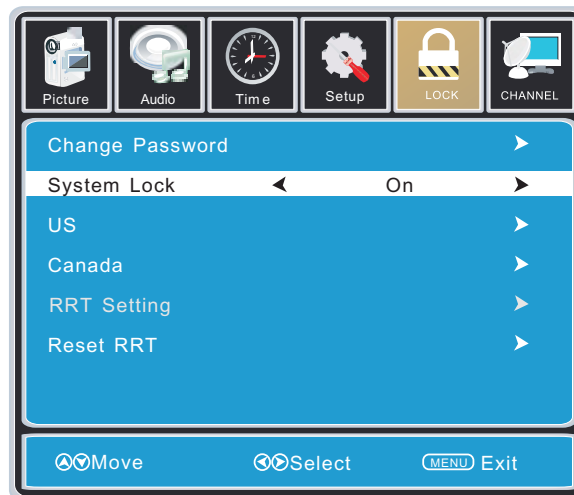 Picture Audio Time Setup LOCK CHANNEL
Change Password
System Lock On
US
Canada
RRT Setting
Reset RRT
Move Select MENU Exit